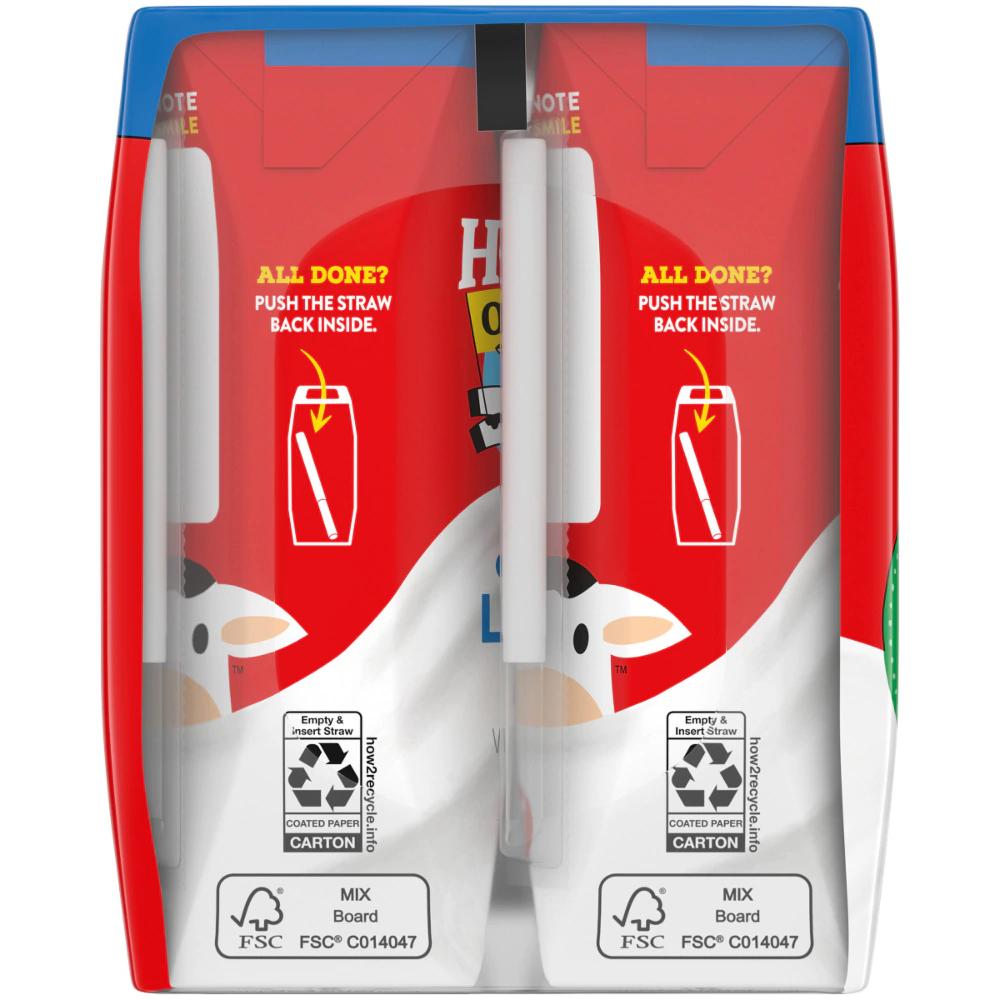 ALL DONE?
PUSH THE STRAW
BACK INSIDE.
TM
Empty &
Insert Straw
how2recycle.info
COATED PAPER
CARTON
MIX
Board
FSC® C014047
FSC
®
NOTE
SMILE
ALL DONE?
PUSH THE STRAW
BACK INSIDE.
TM
Empty &
Insert Straw
how2recycle.info
COATED PAPER
CARTON
MIX
Board
FSC® C014047
FSC
®